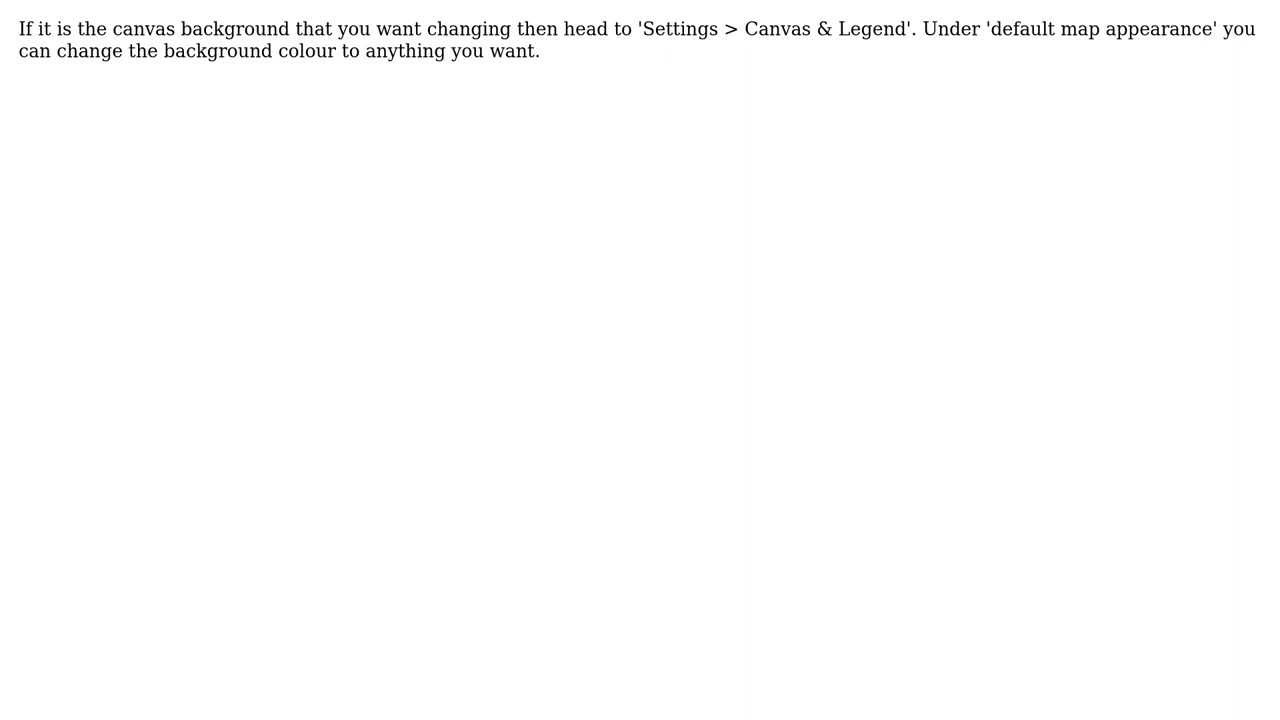 If it is the canvas background that you want changing then head to 'Settings > Canvas & Legend'. Under 'default map appearance' you
can change the background colour to anything you want.